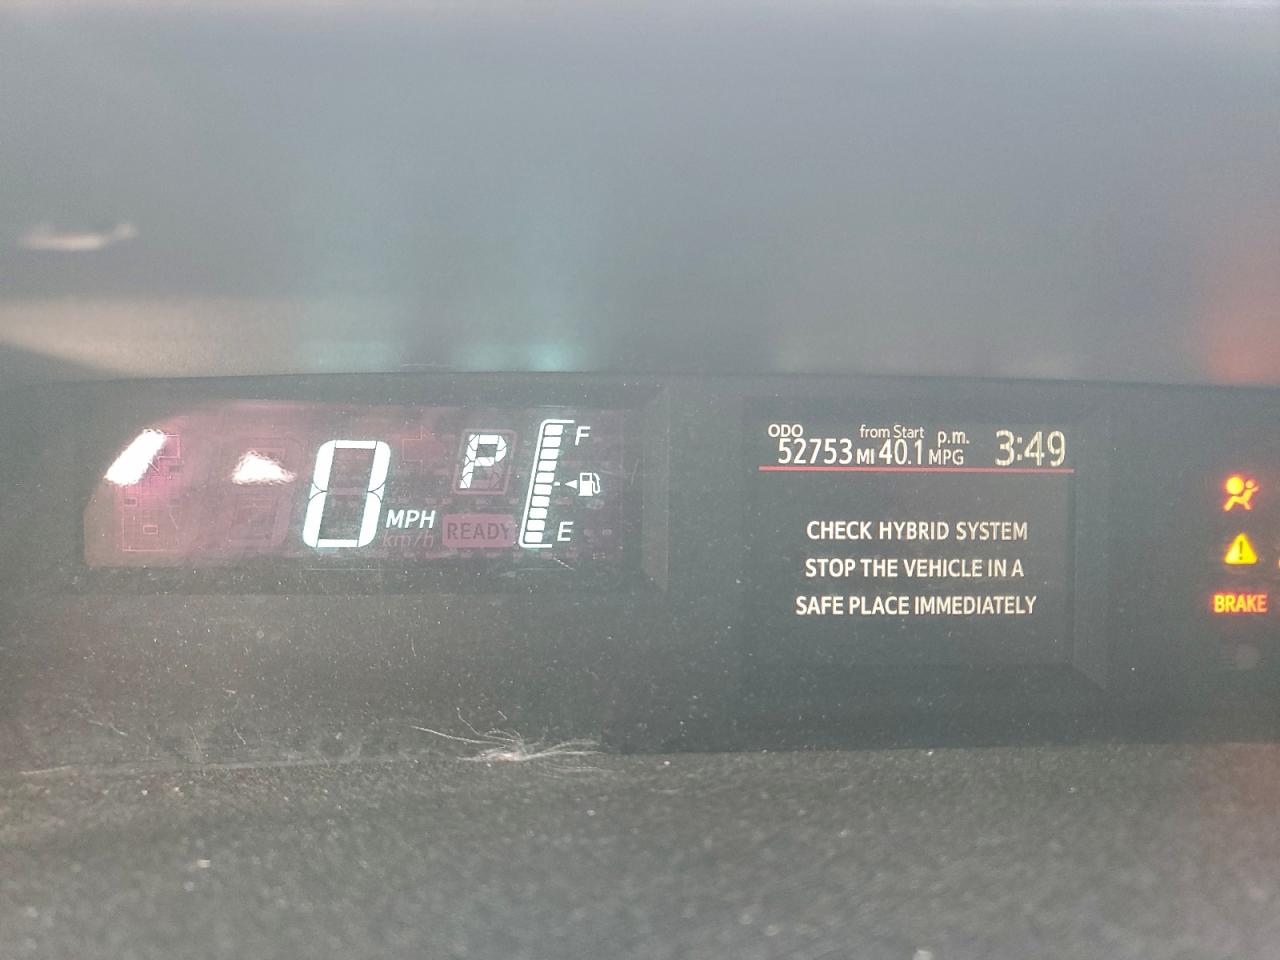 0 MPH
km/h
P
READY
F
E
ODO
52753 MI
from Start
40.1 MPG
p.m. 3:49
CHECK HYBRID SYSTEM
STOP THE VEHICLE IN A
SAFE PLACE IMMEDIATELY
BRAKE